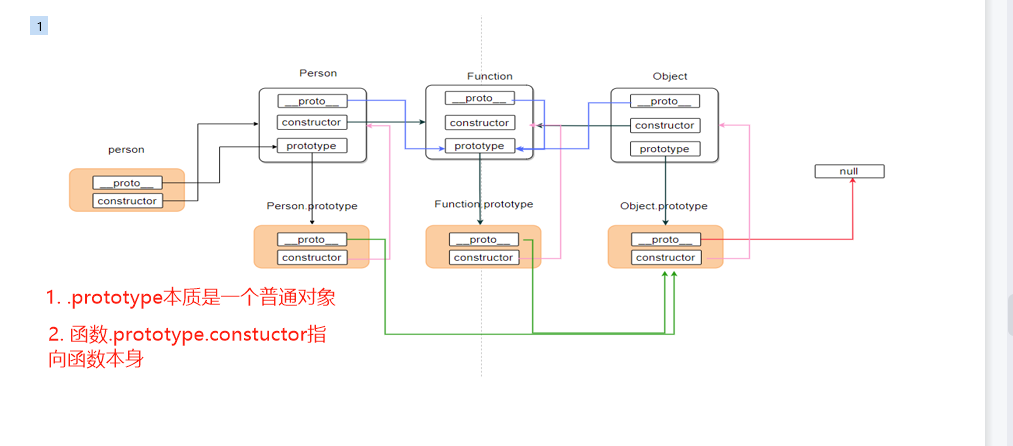 1
Person
Function
Object
__proto__
constructor
prototype
__proto__
constructor
prototype
__proto__
constructor
prototype
person
__proto__
constructor
null
Person.prototype
Function.prototype
Object.prototype
__proto__
constructor
__proto__
constructor
__proto__
constructor
1. .prototype本质是一个普通对象
2. 函数.prototype.constuctor指
向函数本身